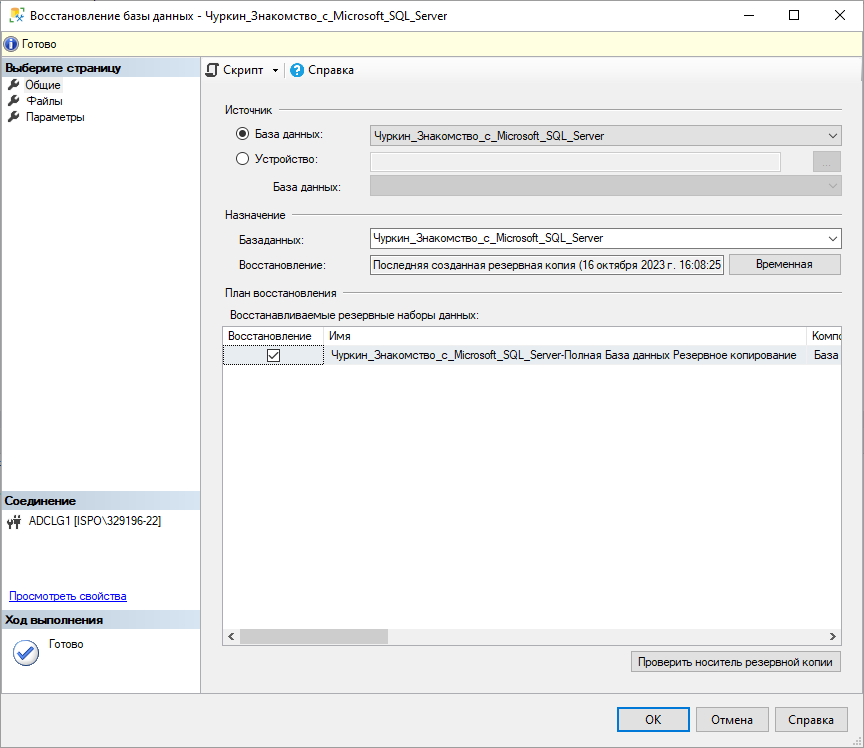 Восстановление базы данных - Чуркин_Знакомство_с_Microsoft_SQL_Server
Готово
Выберите страницу
Общие
Файлы
Параметры
Скрипт
Справка
Источник
База данных:
Чуркин_Знакомство_с_Microsoft_SQL_Server
Устройство:
...
База данных:
Назначение
Базаданных:
Чуркин_Знакомство_с_Microsoft_SQL_Server
Восстановление:
Последняя созданная резервная копия (16 октября 2023 г. 16:08:25
Временная
План восстановления
Восстанавливаемые резервные наборы данных:
Восстановление Имя Компо
Чуркин_Знакомство_с_Microsoft_SQL_Server-Полная База данных Резервное копирование База
Соединение
ADCLG1 [ISPO\329196-22]
Просмотреть свойства
Ход выполнения
Готово
Проверить носитель резервной копии
ОК
Отмена
Справка